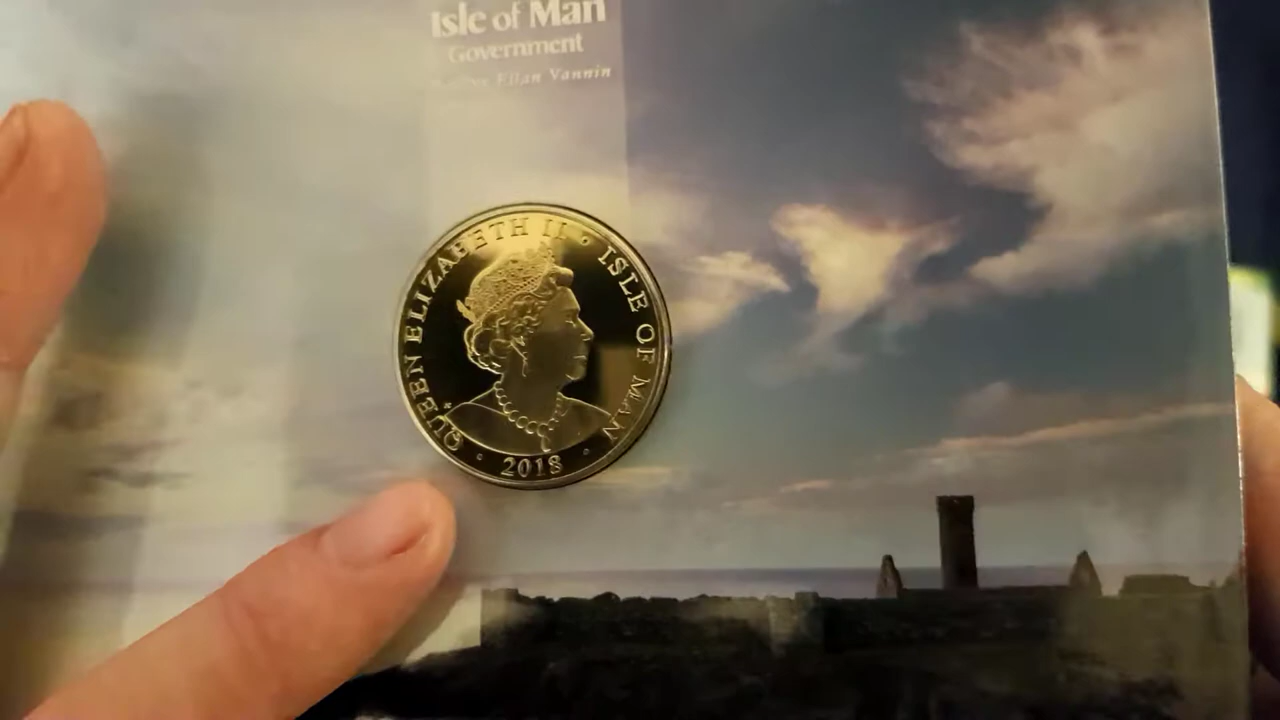 Isle of Man
Government
Ellan Vannin
QUEEN ELIZABETH II · ISLE OF MAN
· 2018 ·